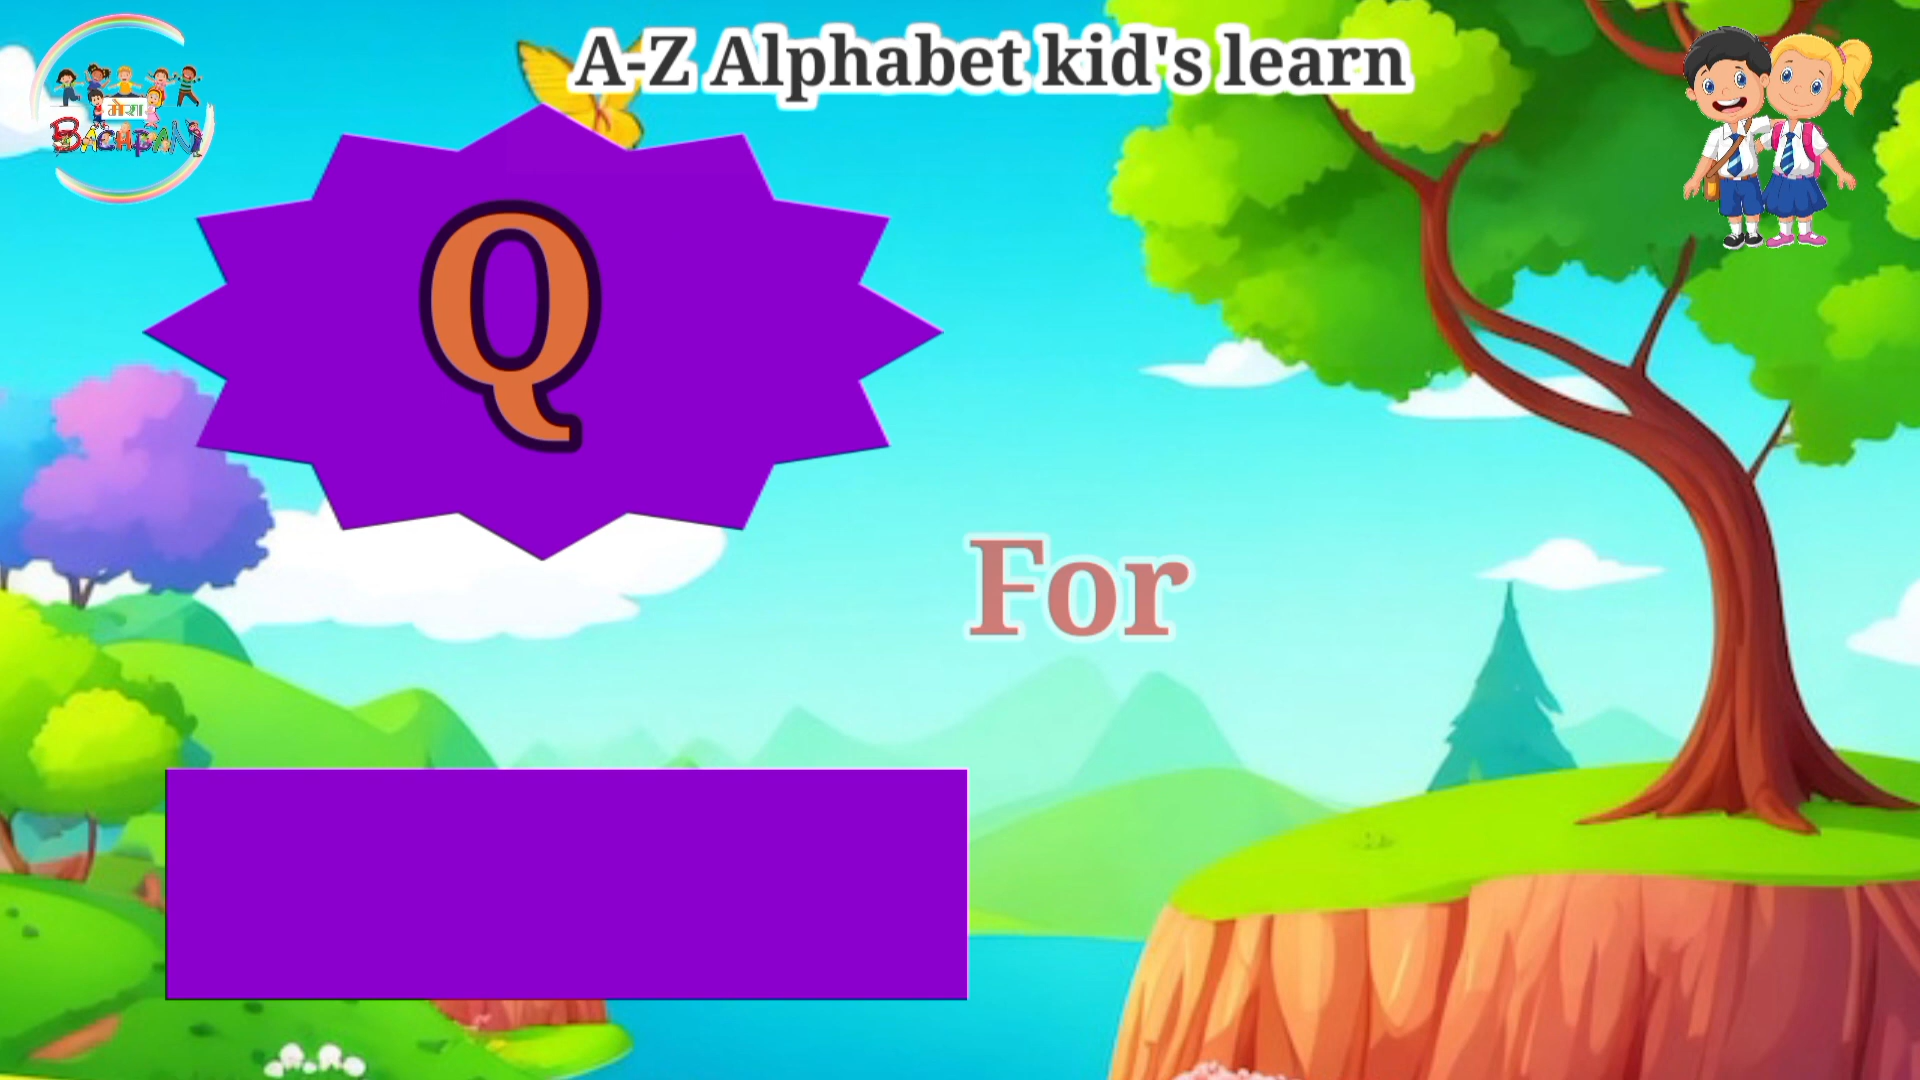 A-Z Alphabet kid's learn
मेरा
BACHPAN
Q
For